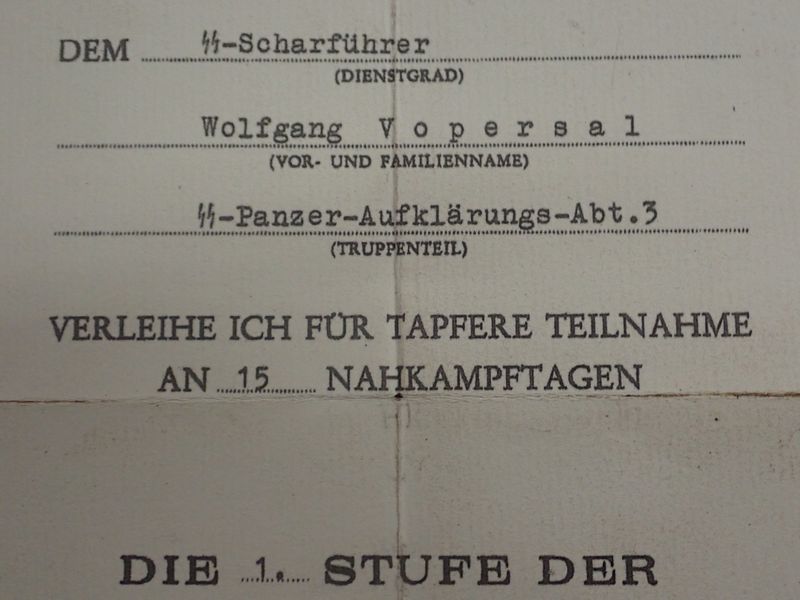 DEM ᛋᛋ-Scharführer
(DIENSTGRAD)
Wolfgang Vopersal
(VOR- UND FAMILIENNAME)
ᛋᛋ-Panzer-Aufklärungs-Abt.3
(TRUPPENTEIL)
VERLEIHE ICH FÜR TAPFERE TEILNAHME
AN 15 NAHKAMPFTAGEN
DIE 1. STUFE DER